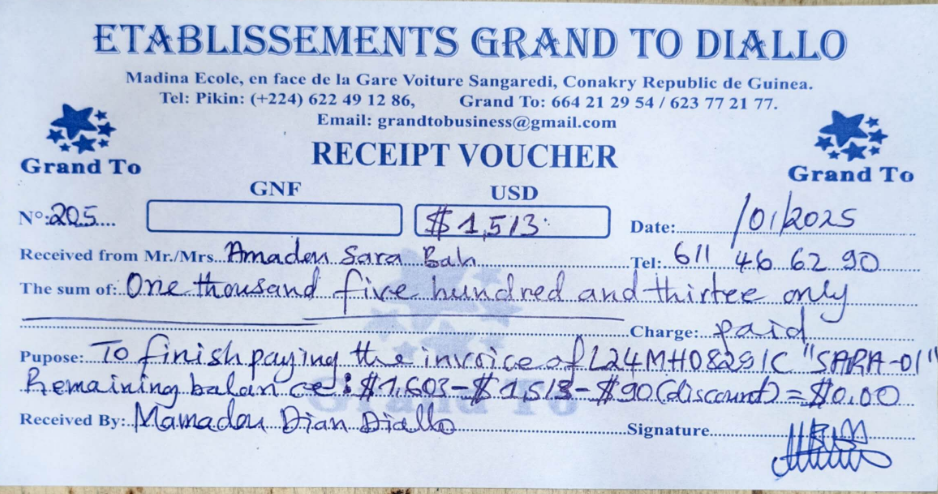 ETABLISSEMENTS GRAND TO DIALLO
Madina Ecole, en face de la Gare Voiture Sangaredi, Conakry Republic de Guinea.
Tel: Pikin: (+224) 622 49 12 86, Grand To: 664 21 29 54 / 623 77 21 77.
Email: grandtobusiness@gmail.com
Grand To RECEIPT VOUCHER Grand To
GNF USD
N°: 205 $1,513 Date: /01/2025
Received from Mr./Mrs. Amadou Sara Bah Tel: 611 46 62 90
The sum of: One thousand five hundred and thirtee only
Charge: paid
Pupose: To finish paying the invoice of L24MH0829IC "SARA-01"
Remaining balance: $1,603-$1,513-$90(discount)=$0.00
Received By: Mamadou Dian Diallo Signature
Grand To